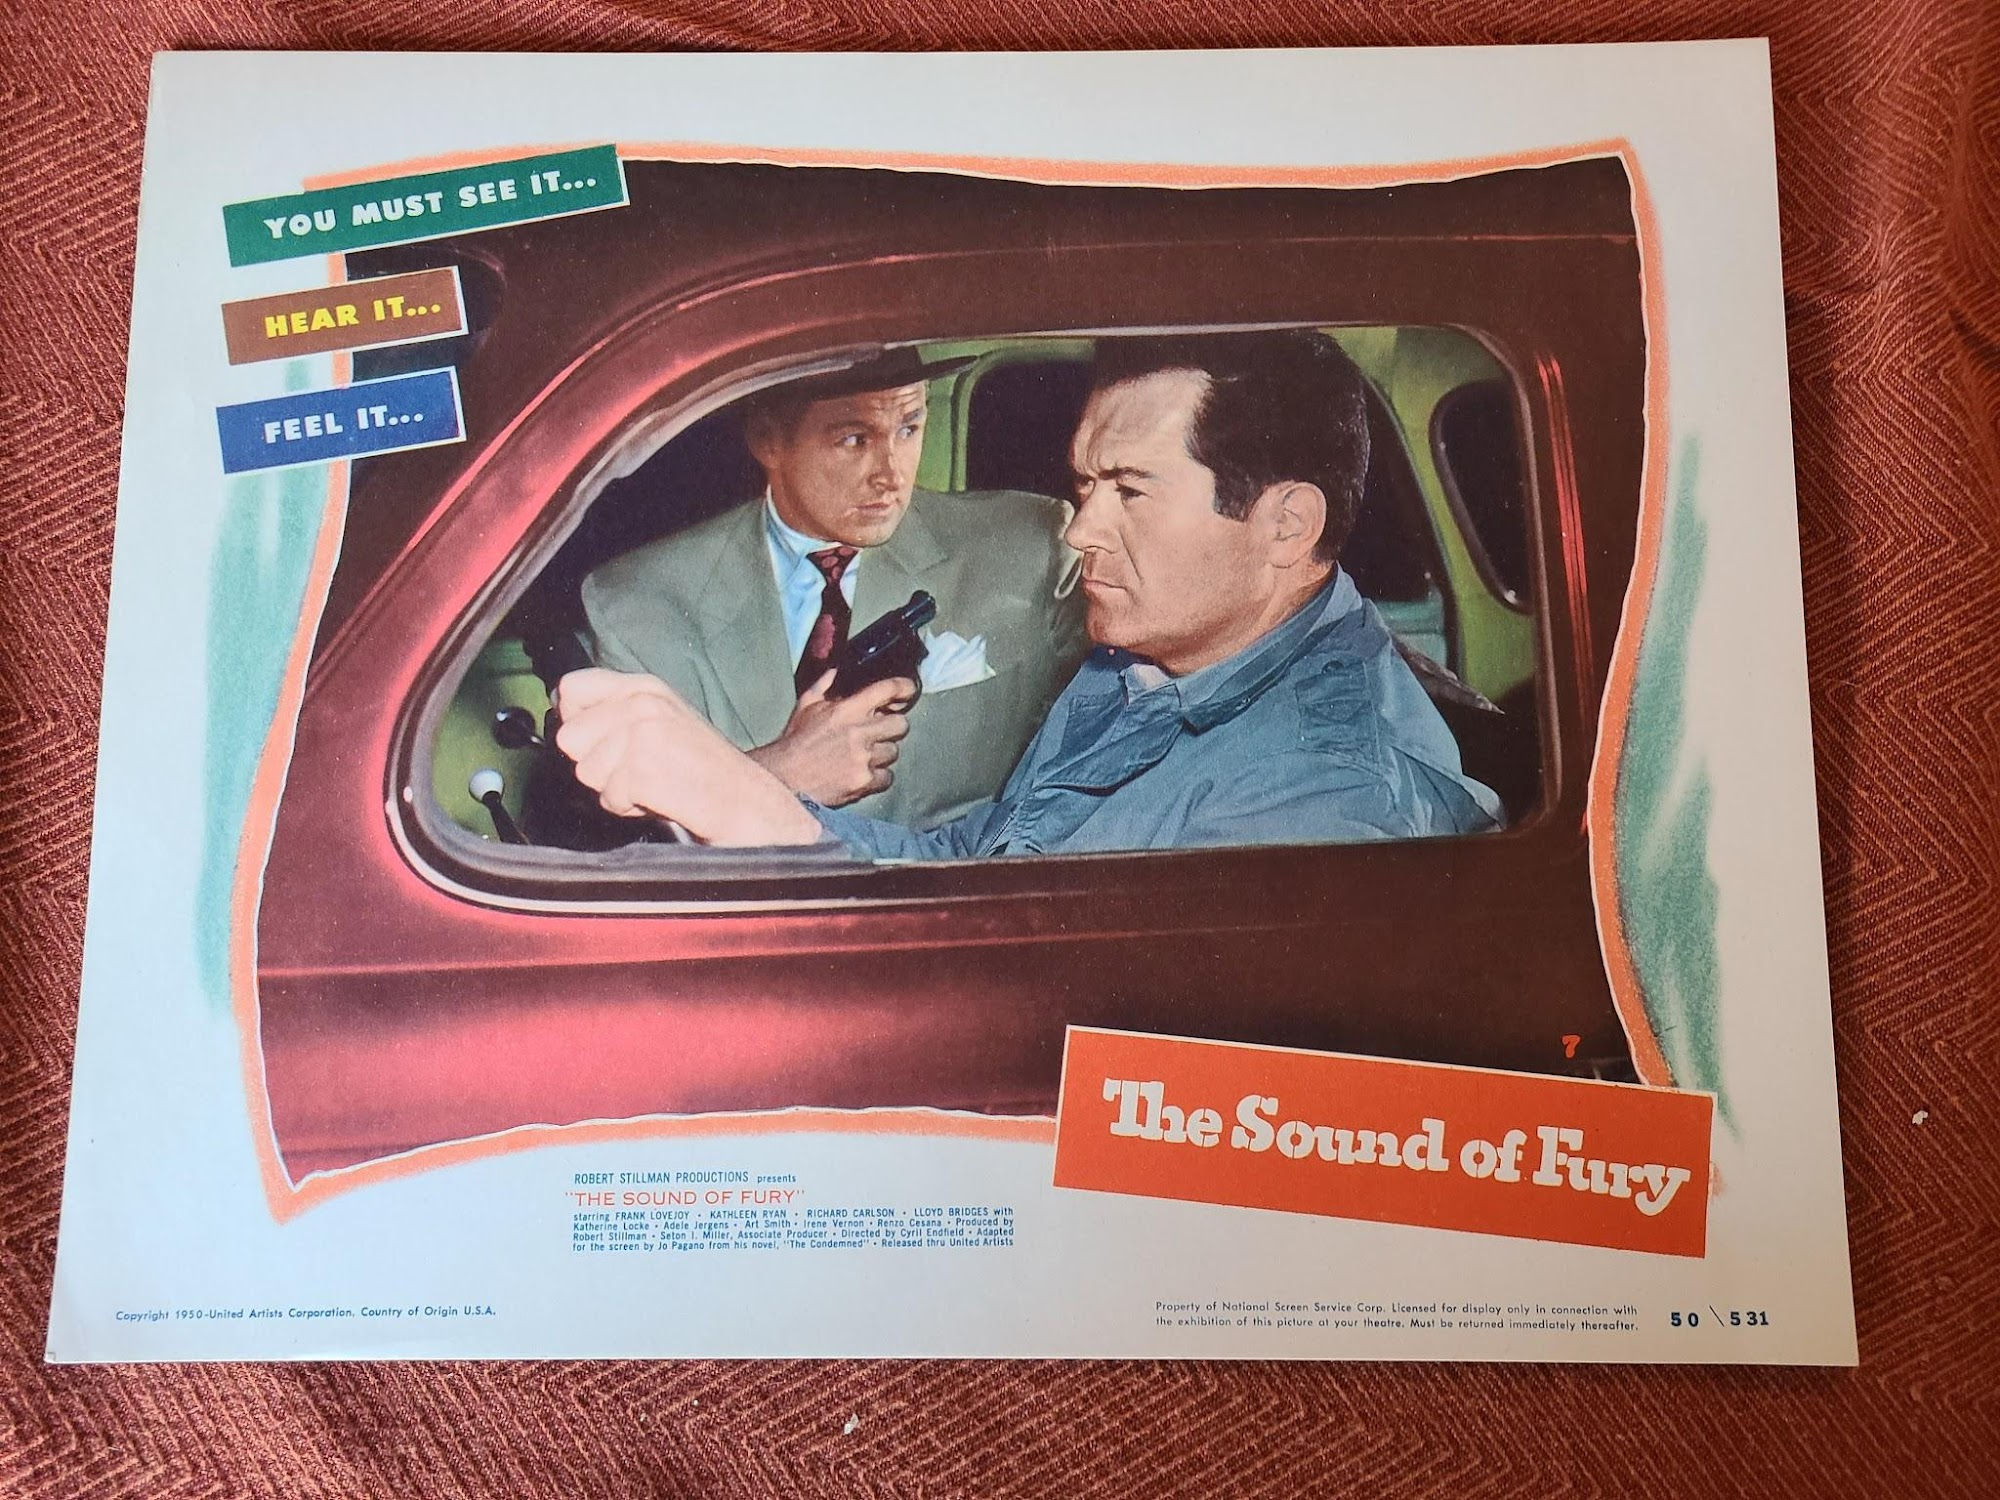 YOU MUST SEE IT...
HEAR IT...
FEEL IT...
7
The Sound of Fury
ROBERT STILLMAN PRODUCTIONS presents
"THE SOUND OF FURY"
starring FRANK LOVEJOY • KATHLEEN RYAN • RICHARD CARLSON • LLOYD BRIDGES with
Katherine Locke • Adele Jergens • Art Smith • Irene Vernon • Renzo Cesana • Produced by
Robert Stillman • Seton I. Miller, Associate Producer • Directed by Cyril Endfield • Adapted
for the screen by Jo Pagano from his novel, "The Condemned" • Released thru United Artists
Copyright 1950-United Artists Corporation. Country of Origin U.S.A.
Property of National Screen Service Corp. Licensed for display only in connection with
the exhibition of this picture at your theatre. Must be returned immediately thereafter.
50 \ 531